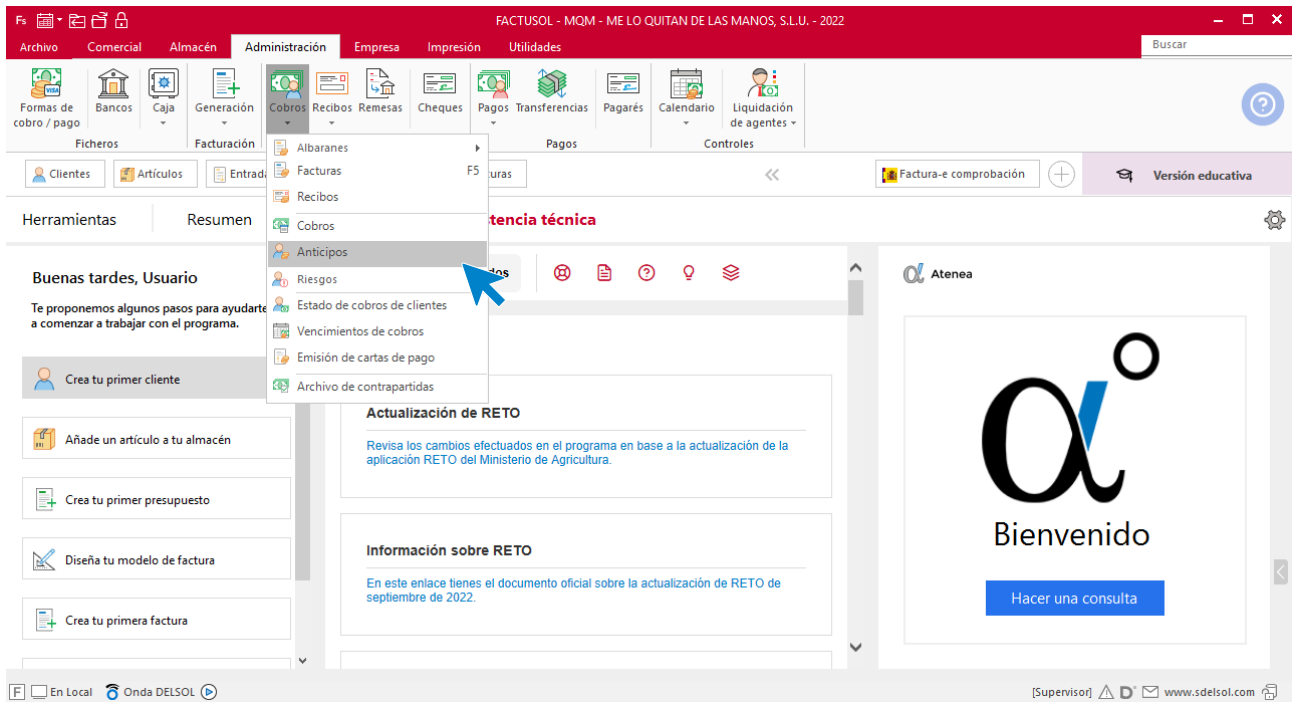 Fs
FACTUSOL - MQM - ME LO QUITAN DE LAS MANOS, S.L.U. - 2022
Archivo Comercial Almacén Administración Empresa Impresión Utilidades Buscar
Formas de
cobro / pago
Bancos
Caja
Generación
Cobros
Recibos
Remesas
Cheques
Pagos
Transferencias
Pagarés
Calendario
Liquidación
de agentes
Ficheros
Facturación
Pagos
Controles
Clientes
Artículos
Factura-e comprobación
Versión educativa
Albaranes
Facturas F5
Recibos
Cobros
Anticipos
Riesgos
Estado de cobros de clientes
Vencimientos de cobros
Emisión de cartas de pago
Archivo de contrapartidas
Herramientas
Resumen
técnica
Buenas tardes, Usuario
Te proponemos algunos pasos para ayudarte
a comenzar a trabajar con el programa.
Crea tu primer cliente
Añade un artículo a tu almacén
Crea tu primer presupuesto
Diseña tu modelo de factura
Crea tu primera factura
Actualización de RETO
Revisa los cambios efectuados en el programa en base a la actualización de la
aplicación RETO del Ministerio de Agricultura.
Información sobre RETO
En este enlace tienes el documento oficial sobre la actualización de RETO de
septiembre de 2022.
Atenea
Bienvenido
Hacer una consulta
F En Local Onda DELSOL
[Supervisor] D www.sdelsol.com